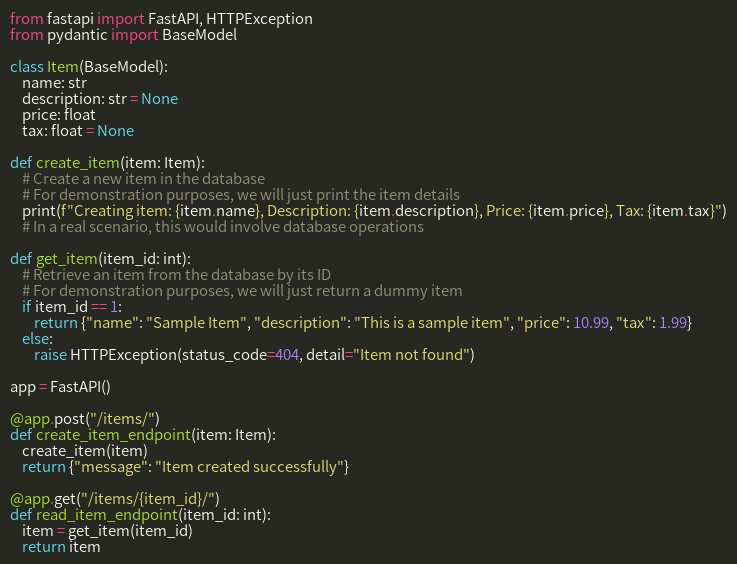 from fastapi import FastAPI, HTTPException
from pydantic import BaseModel

class Item(BaseModel):
    name: str
    description: str = None
    price: float
    tax: float = None

def create_item(item: Item):
    # Create a new item in the database
    # For demonstration purposes, we will just print the item details
    print(f"Creating item: {item.name}, Description: {item.description}, Price: {item.price}, Tax: {item.tax}")
    # In a real scenario, this would involve database operations

def get_item(item_id: int):
    # Retrieve an item from the database by its ID
    # For demonstration purposes, we will just return a dummy item
    if item_id == 1:
        return {"name": "Sample Item", "description": "This is a sample item", "price": 10.99, "tax": 1.99}
    else:
        raise HTTPException(status_code=404, detail="Item not found")

app = FastAPI()

@app.post("/items/")
def create_item_endpoint(item: Item):
    create_item(item)
    return {"message": "Item created successfully"}

@app.get("/items/{item_id}/")
def read_item_endpoint(item_id: int):
    item = get_item(item_id)
    return item